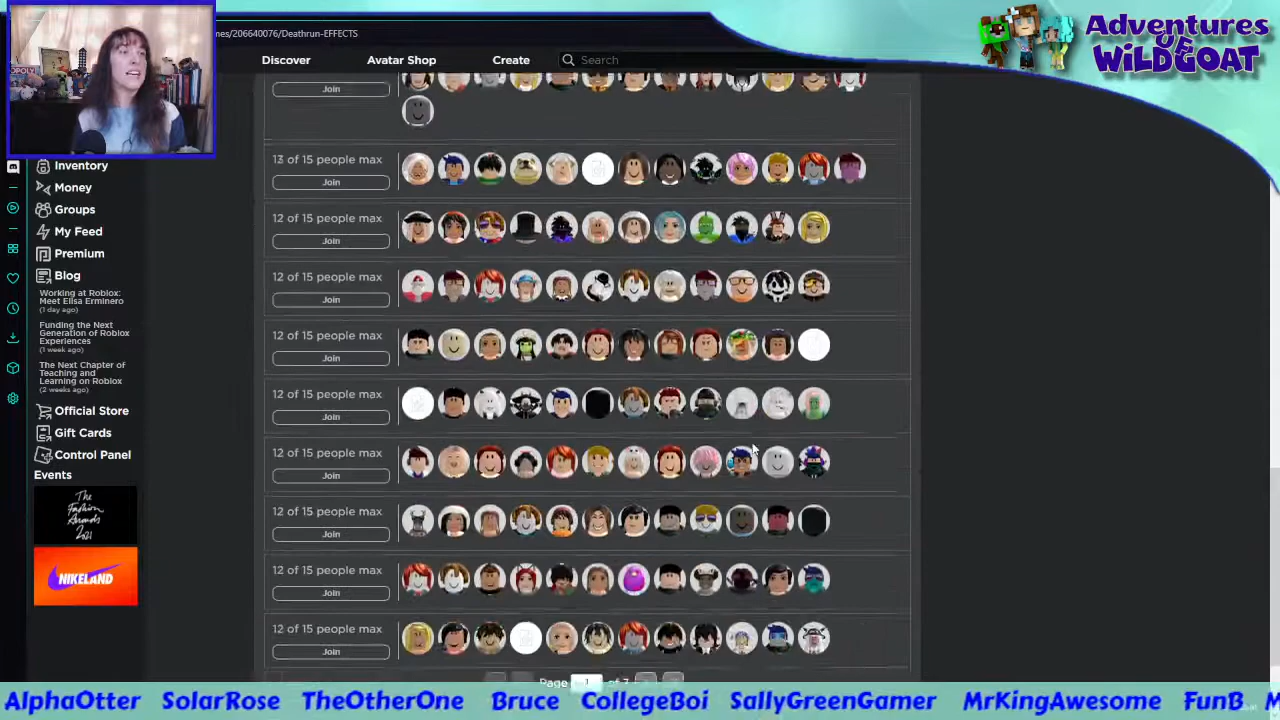 nes/206640076/Deathrun-EFFECTS
Adventures
OF
WiLDGOAT
Discover
Avatar Shop
Create
Search
Join
Inventory
Money
Groups
My Feed
Premium
Blog
Working at Roblox:
Meet Elisa Erminero
(1 day ago)
Funding the Next
Generation of Roblox
Experiences
(1 week ago)
The Next Chapter of
Teaching and
Learning on Roblox
(2 weeks ago)
Official Store
Gift Cards
Control Panel
Events
The
Fashion
Awards
2021
NIKELAND
13 of 15 people max
Join
12 of 15 people max
Join
12 of 15 people max
Join
12 of 15 people max
Join
12 of 15 people max
Join
12 of 15 people max
Join
12 of 15 people max
Join
12 of 15 people max
Join
12 of 15 people max
Join
Page 1 of 7
AlphaOtter SolarRose TheOtherOne Bruce CollegeBoi SallyGreenGamer MrKingAwesome FunB M